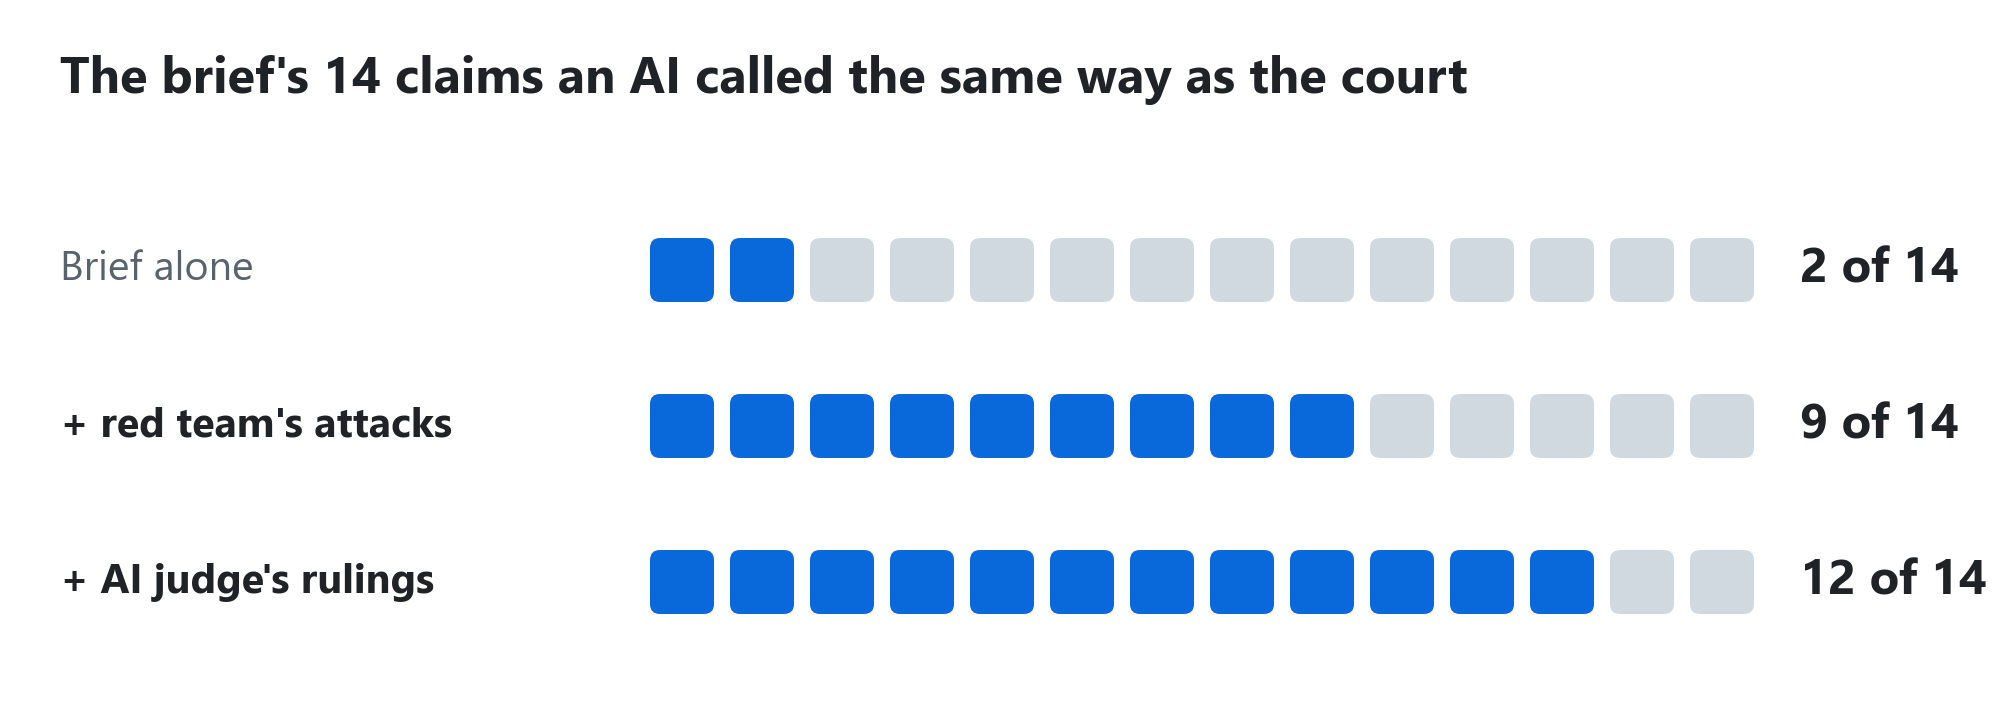 The brief's 14 claims an AI called the same way as the court
Brief alone 2 of 14
+ red team's attacks 9 of 14
+ AI judge's rulings 12 of 14